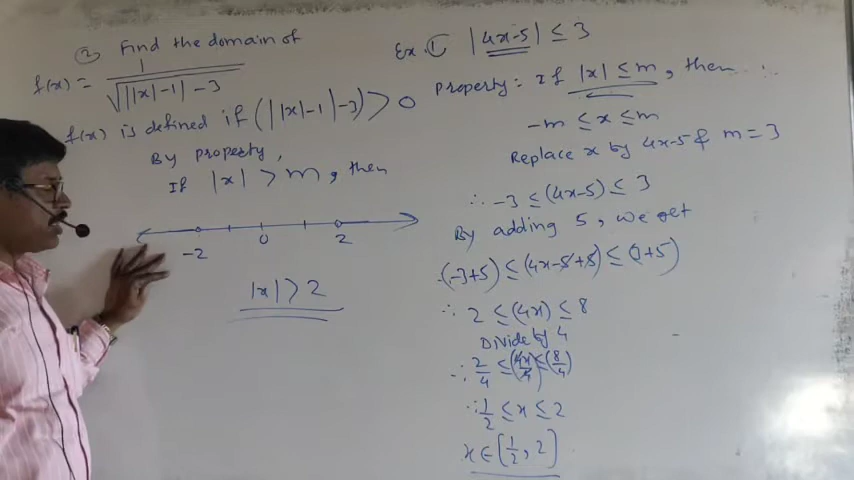 ② Find the domain of
f(x) = 1/√(||x|-1|-3)
f(x) is defined if (||x|-1|-3) > 0
By property,
If |x| > m, then
-2 0 2
|x| > 2
Ex. ① |4x-5| ≤ 3
Property: If |x| ≤ m, then...
-m ≤ x ≤ m
Replace x by 4x-5 & m = 3
∴ -3 ≤ (4x-5) ≤ 3
By adding 5, we get
(-3+5) ≤ (4x-5+5) ≤ (3+5)
∴ 2 ≤ (4x) ≤ 8
Divide by 4
∴ 2/4 ≤ (4x/4) ≤ (8/4)
∴ 1/2 ≤ x ≤ 2
x ∈ [1/2, 2]